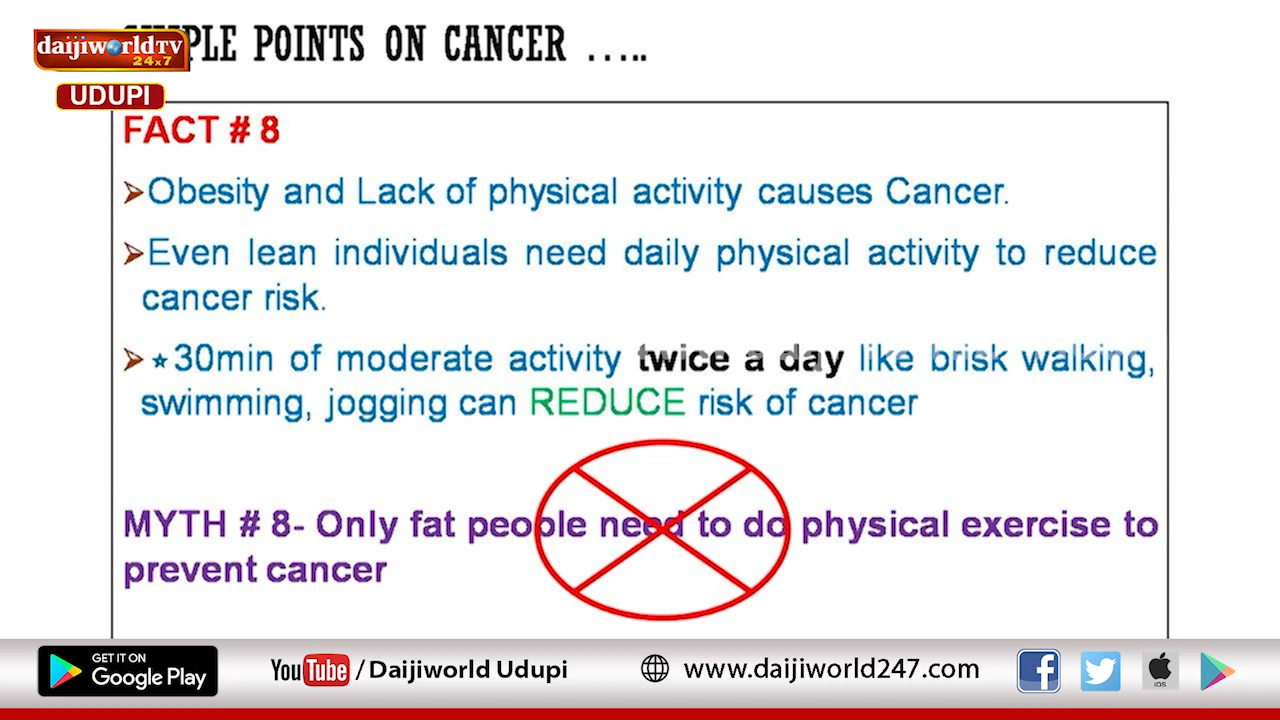 daijiworldTV
24x7
UDUPI
PLE POINTS ON CANCER .....
FACT # 8
➢Obesity and Lack of physical activity causes Cancer.
➢Even lean individuals need daily physical activity to reduce
cancer risk.
➢⋆30min of moderate activity twice a day like brisk walking,
swimming, jogging can REDUCE risk of cancer
MYTH # 8- Only fat people need to do physical exercise to
prevent cancer
GET IT ON
Google Play
YouTube / Daijiworld Udupi
www.daijiworld247.com
iOS